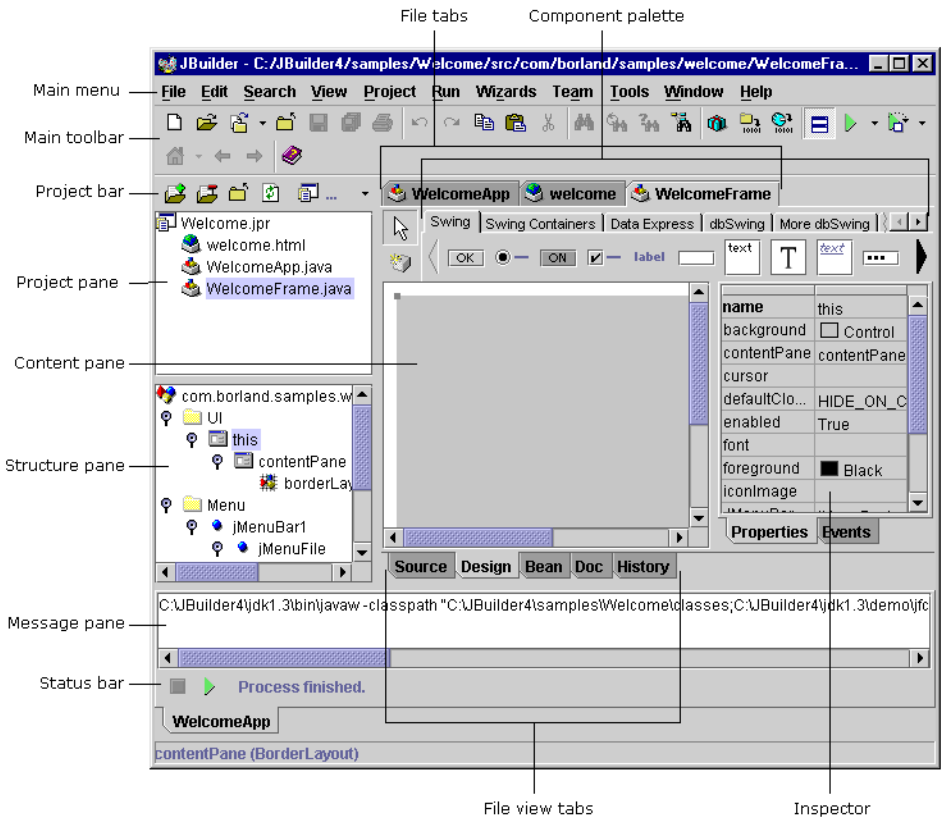 File tabs
Component palette
JBuilder - C:/JBuilder4/samples/Welcome/src/com/borland/samples/welcome/WelcomeFra...
Main menu
File Edit Search View Project Run Wizards Team Tools Window Help
Main toolbar
Project bar
...
WelcomeApp welcome WelcomeFrame
Swing Swing Containers Data Express dbSwing More dbSwing
OK ON label text T text
Project pane
Welcome.jpr
welcome.html
WelcomeApp.java
WelcomeFrame.java
Content pane
name this
background Control
contentPane contentPane
cursor
defaultClo... HIDE_ON_C
enabled True
font
foreground Black
iconImage
Properties Events
Structure pane
com.borland.samples.w
UI
this
contentPane
borderLay
Menu
jMenuBar1
jMenuFile
Source Design Bean Doc History
Message pane
C:\JBuilder4\jdk1.3\bin\javaw -classpath "C:\JBuilder4\samples\Welcome\classes;C:\JBuilder4\jdk1.3\demo\jfc
Status bar
Process finished.
WelcomeApp
contentPane (BorderLayout)
File view tabs
Inspector